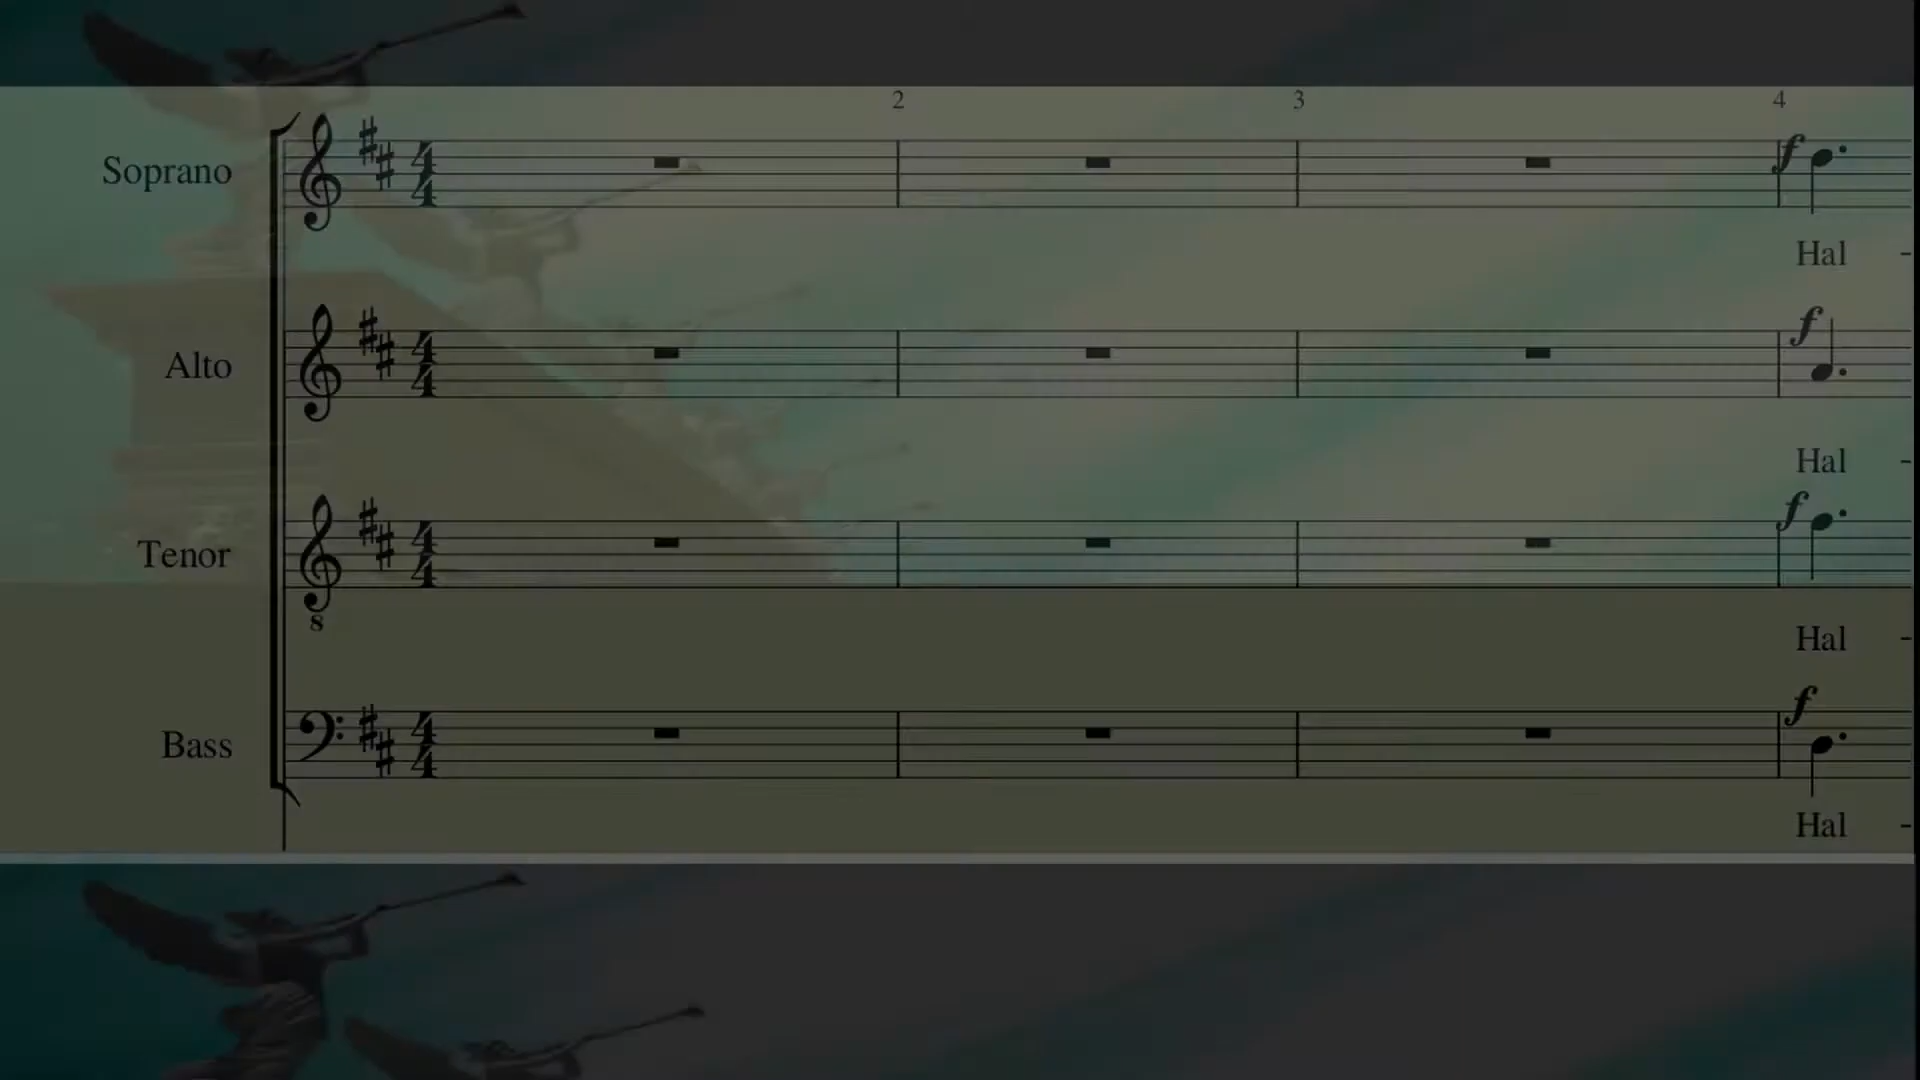 2 3 4
Soprano
f
Hal -
Alto
f
Hal -
Tenor
f
8
Hal -
Bass
f
Hal -